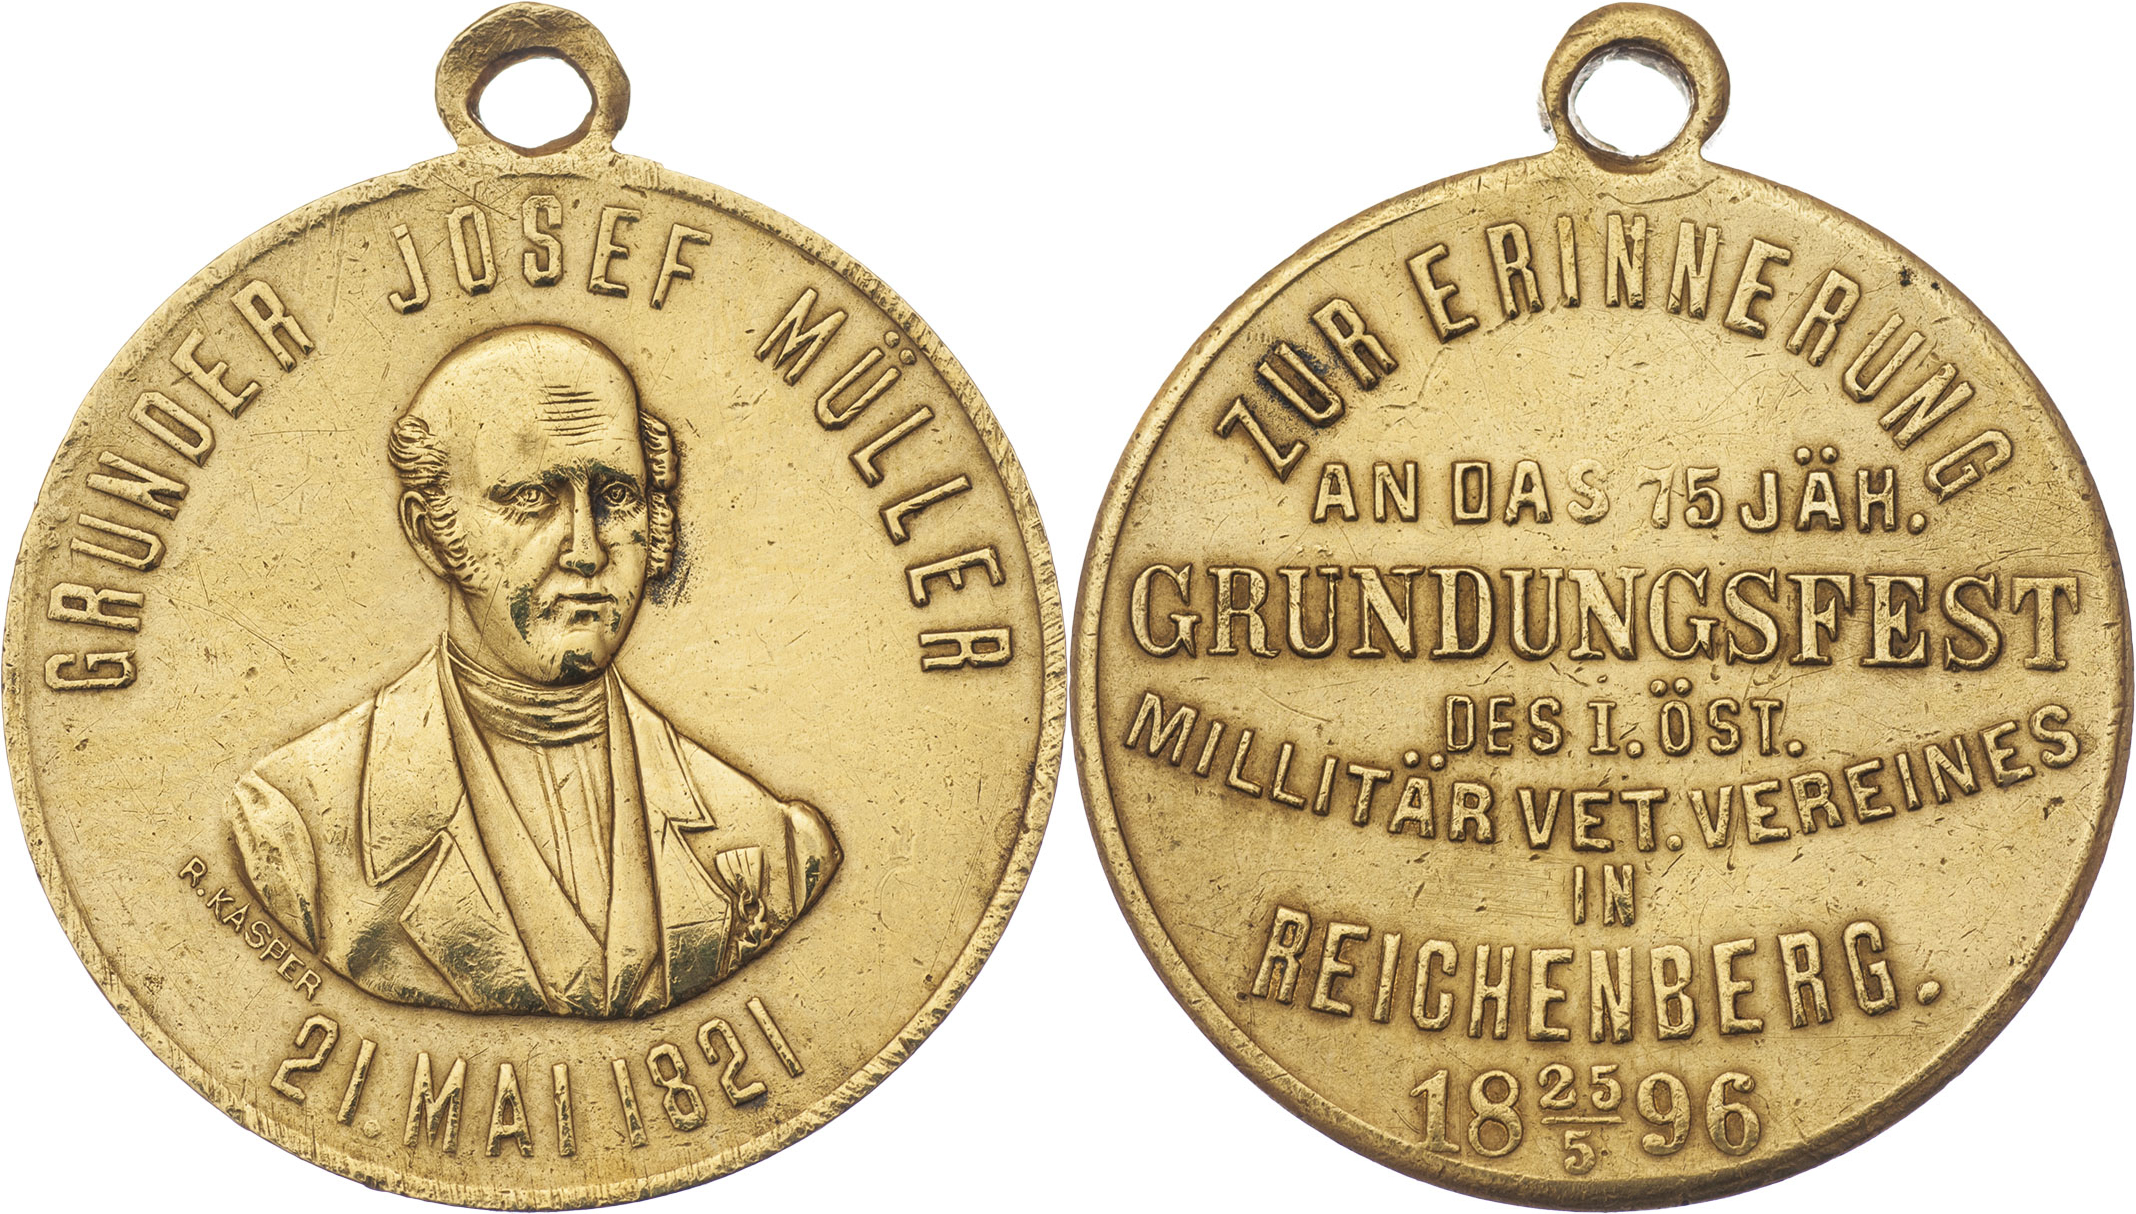 GRUNDER JOSEF MÜLLER
R. KASPER
21. MAI 1821
ZUR ERINNERUNG
AN DAS 75 JÄH.
GRÜNDUNGSFEST
DES I. ÖST.
MILLITÄR VET. VEREINES
IN
REICHENBERG.
18 25/5 96